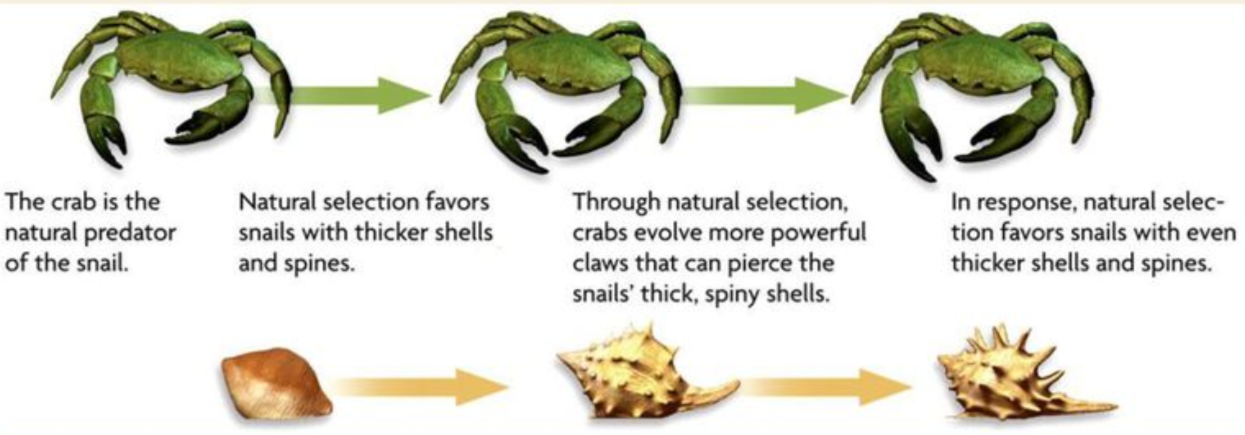 The crab is the
natural predator
of the snail.
Natural selection favors
snails with thicker shells
and spines.
Through natural selection,
crabs evolve more powerful
claws that can pierce the
snails’ thick, spiny shells.
In response, natural selec-
tion favors snails with even
thicker shells and spines.